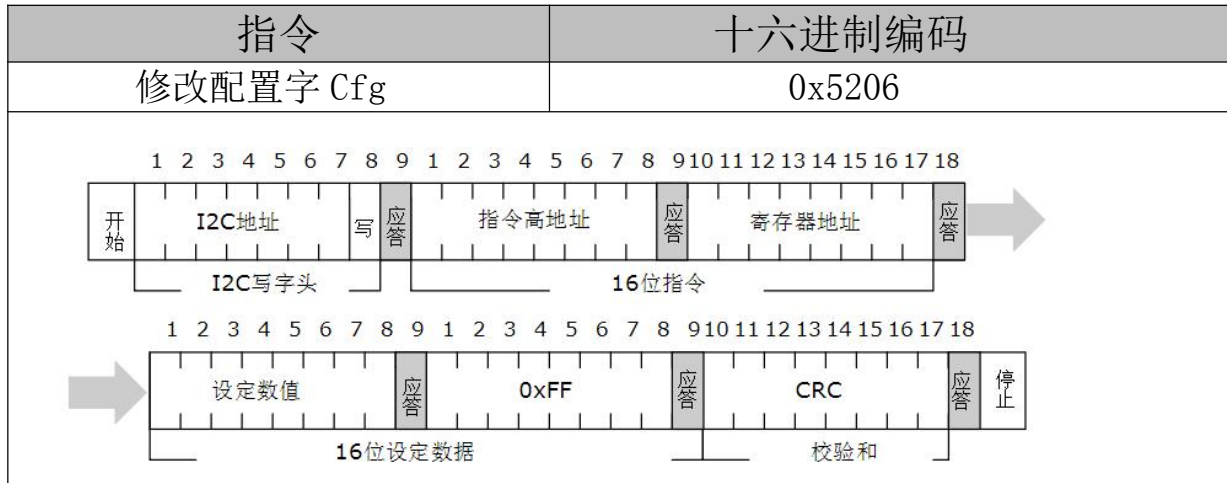 指令 十六进制编码
修改配置字 Cfg 0x5206
1 2 3 4 5 6 7 8 9 1 2 3 4 5 6 7 8 9 10 11 12 13 14 15 16 17 18
开始 I2C地址 写 应答 指令高地址 应答 寄存器地址 应答
I2C写字头 16位指令
1 2 3 4 5 6 7 8 9 1 2 3 4 5 6 7 8 9 10 11 12 13 14 15 16 17 18
设定数值 应答 0xFF 应答 CRC 应答 停止
16位设定数据 校验和